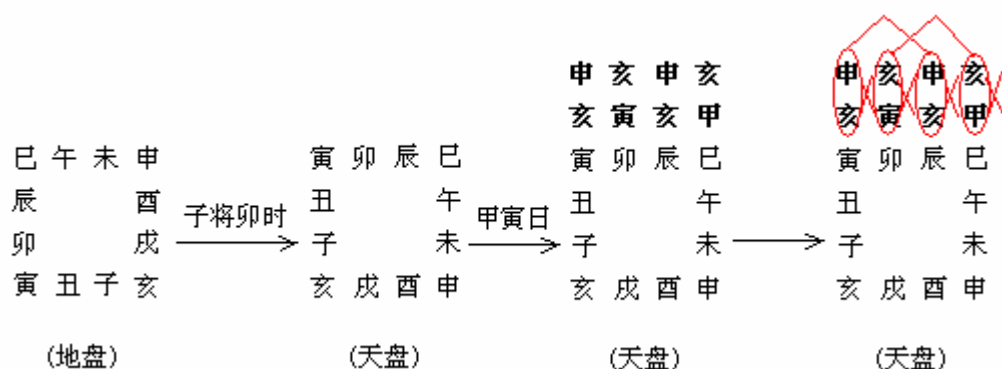 申 亥 申 亥 申 亥 申 亥
亥 寅 亥 甲 亥 寅 亥 甲
巳 午 未 申 寅 卯 辰 巳 寅 卯 辰 巳 寅 卯 辰 巳
辰 酉 丑 午 丑 午 丑 午
子将卯时 甲寅日
卯 戌 子 未 子 未 子 未
寅 丑 子 亥 亥 戌 酉 申 亥 戌 酉 申 亥 戌 酉 申
(地盘) (天盘) (天盘) (天盘)